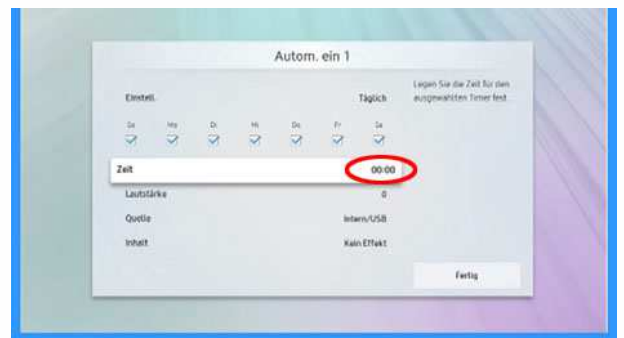 Autom. ein 1
Legen Sie die Zeit für den
ausgewählten Timer fest.
Einstell. Täglich
So Mo Di Mi Do Fr Sa
Zeit 00:00
Lautstärke 0
Quelle Intern/USB
Inhalt Kein Effekt
Fertig